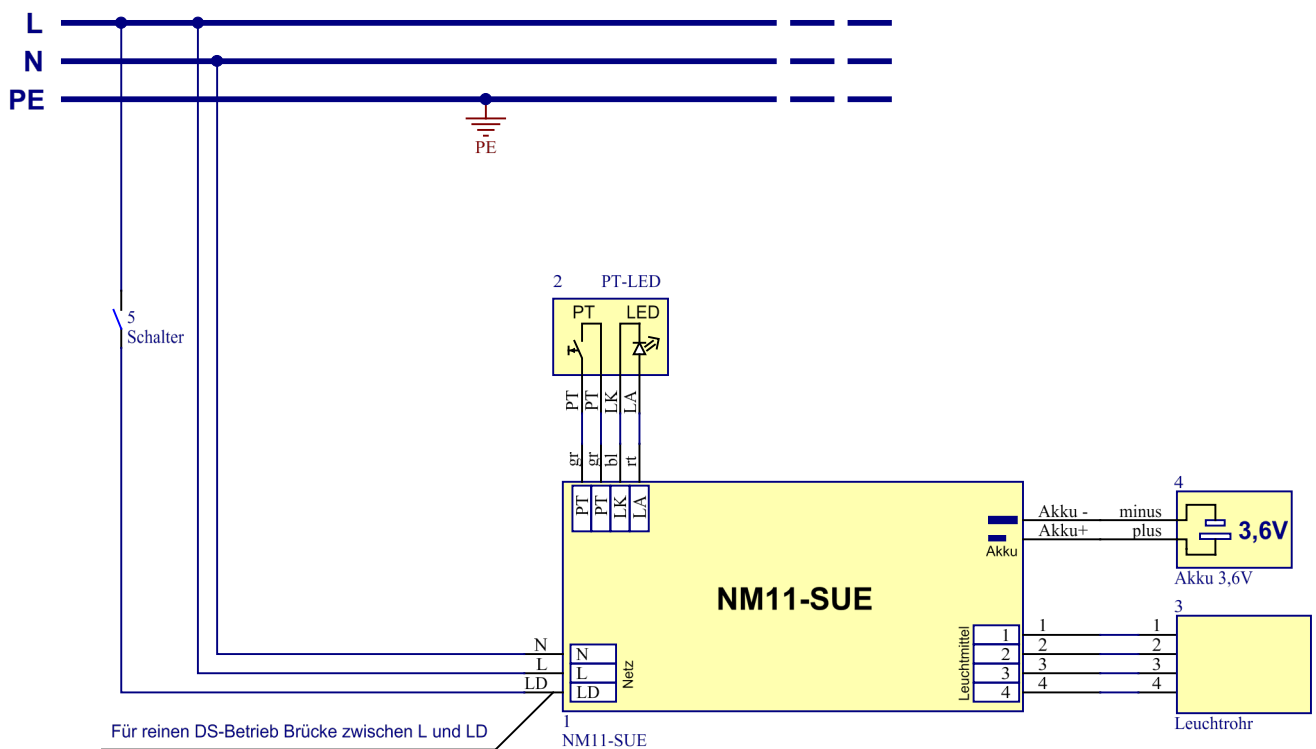 L
N
PE
PE
5
Schalter
2 PT-LED
PT LED
PT PT LK LA
gr gr bl rt
PT PT LK LA
NM11-SUE
Akku
Akku - minus
Akku+ plus
4
3,6V
Akku 3,6V
N
L
LD
N
L
LD
Netz
Leuchtmittel
1 1 1
2 2 2
3 3 3
4 4 4
3
Leuchtrohr
1
NM11-SUE
Für reinen DS-Betrieb Brücke zwischen L und LD